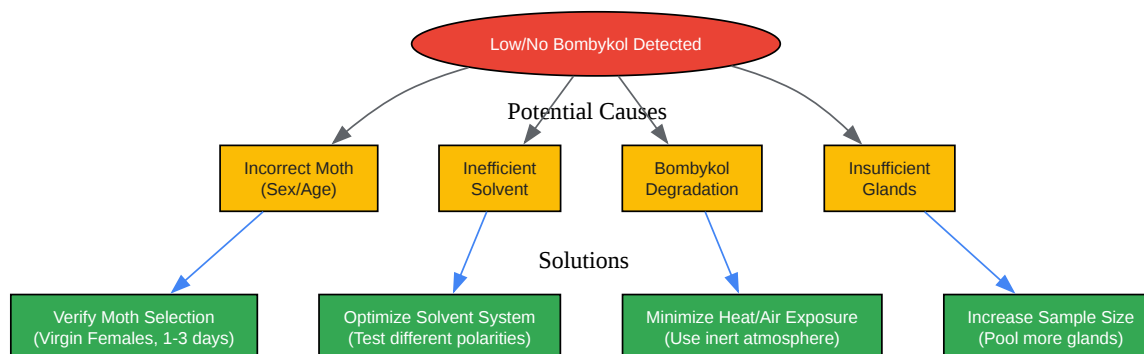 Low/No Bombykol Detected
Potential Causes
Incorrect Moth
(Sex/Age)
Inefficient
Solvent
Bombykol
Degradation
Insufficient
Glands
Solutions
Verify Moth Selection
(Virgin Females, 1-3 days)
Optimize Solvent System
(Test different polarities)
Minimize Heat/Air Exposure
(Use inert atmosphere)
Increase Sample Size
(Pool more glands)